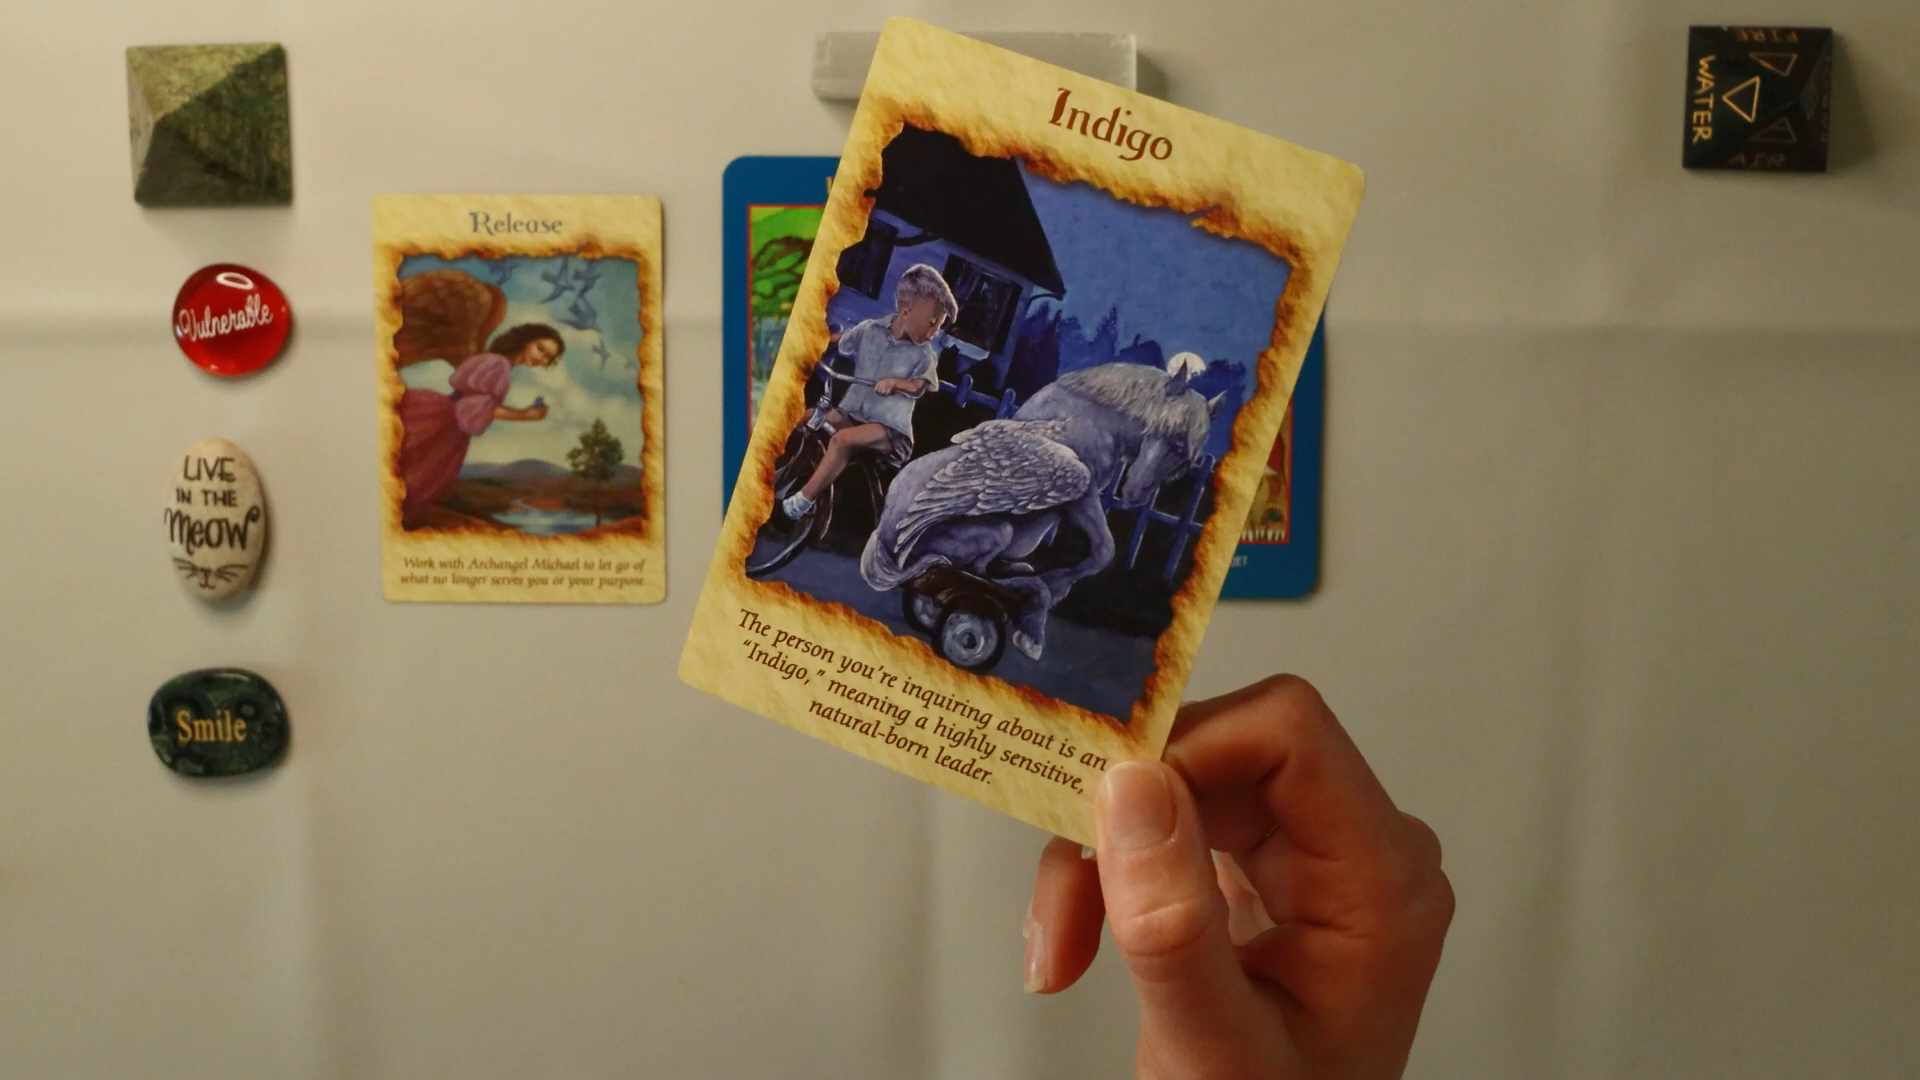 Indigo
The person you're inquiring about is an
"Indigo," meaning a highly sensitive,
natural-born leader.
Release
Work with Archangel Michael to let go of
what no longer serves you or your purpose
Vulnerable
LIVE
IN THE
Meow
Smile
FIRE
WATER
AIR